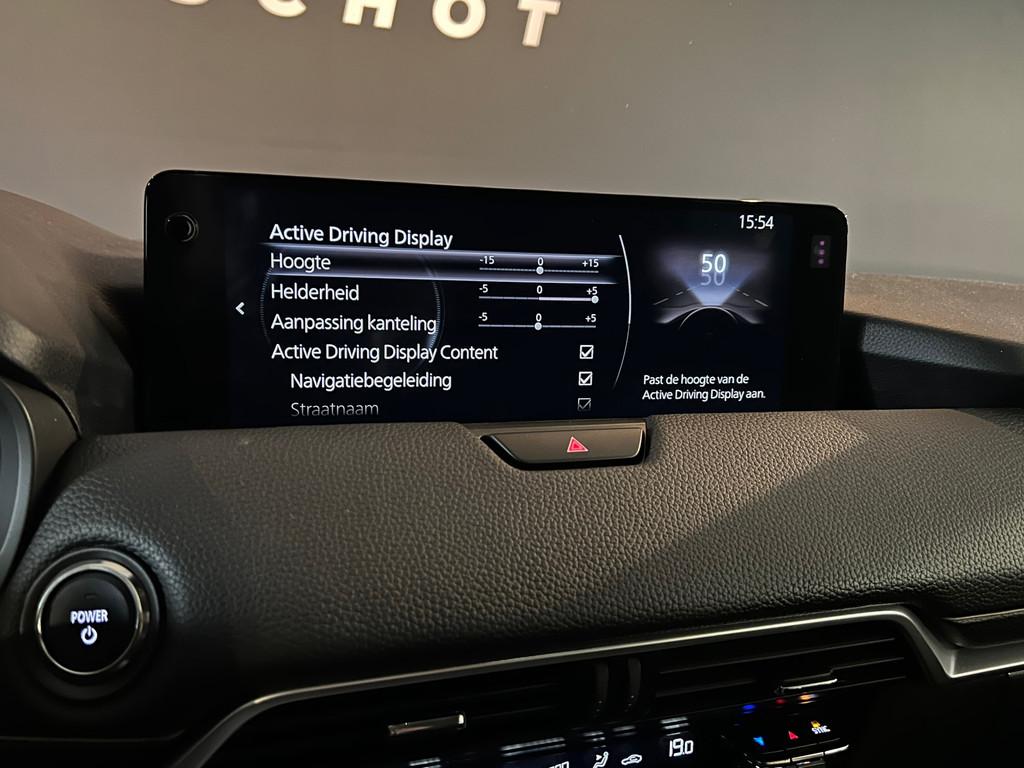 CHOT
15:54
Active Driving Display
Hoogte -15 0 +15
Helderheid -5 0 +5
Aanpassing kanteling -5 0 +5
Active Driving Display Content
Navigatiebegeleiding
Straatnaam
50
50
Past de hoogte van de
Active Driving Display aan.
POWER
SYNC
19.0